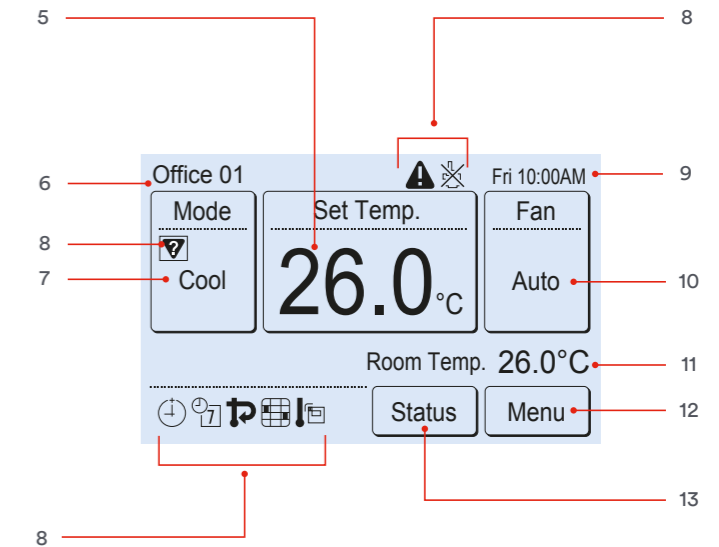 5
8
6
Office 01
Fri 10:00AM
9
Mode
Set Temp.
Fan
8
?
7
Cool
26.0°C
Auto
10
Room Temp. 26.0°C
11
7
Status
Menu
12
13
8